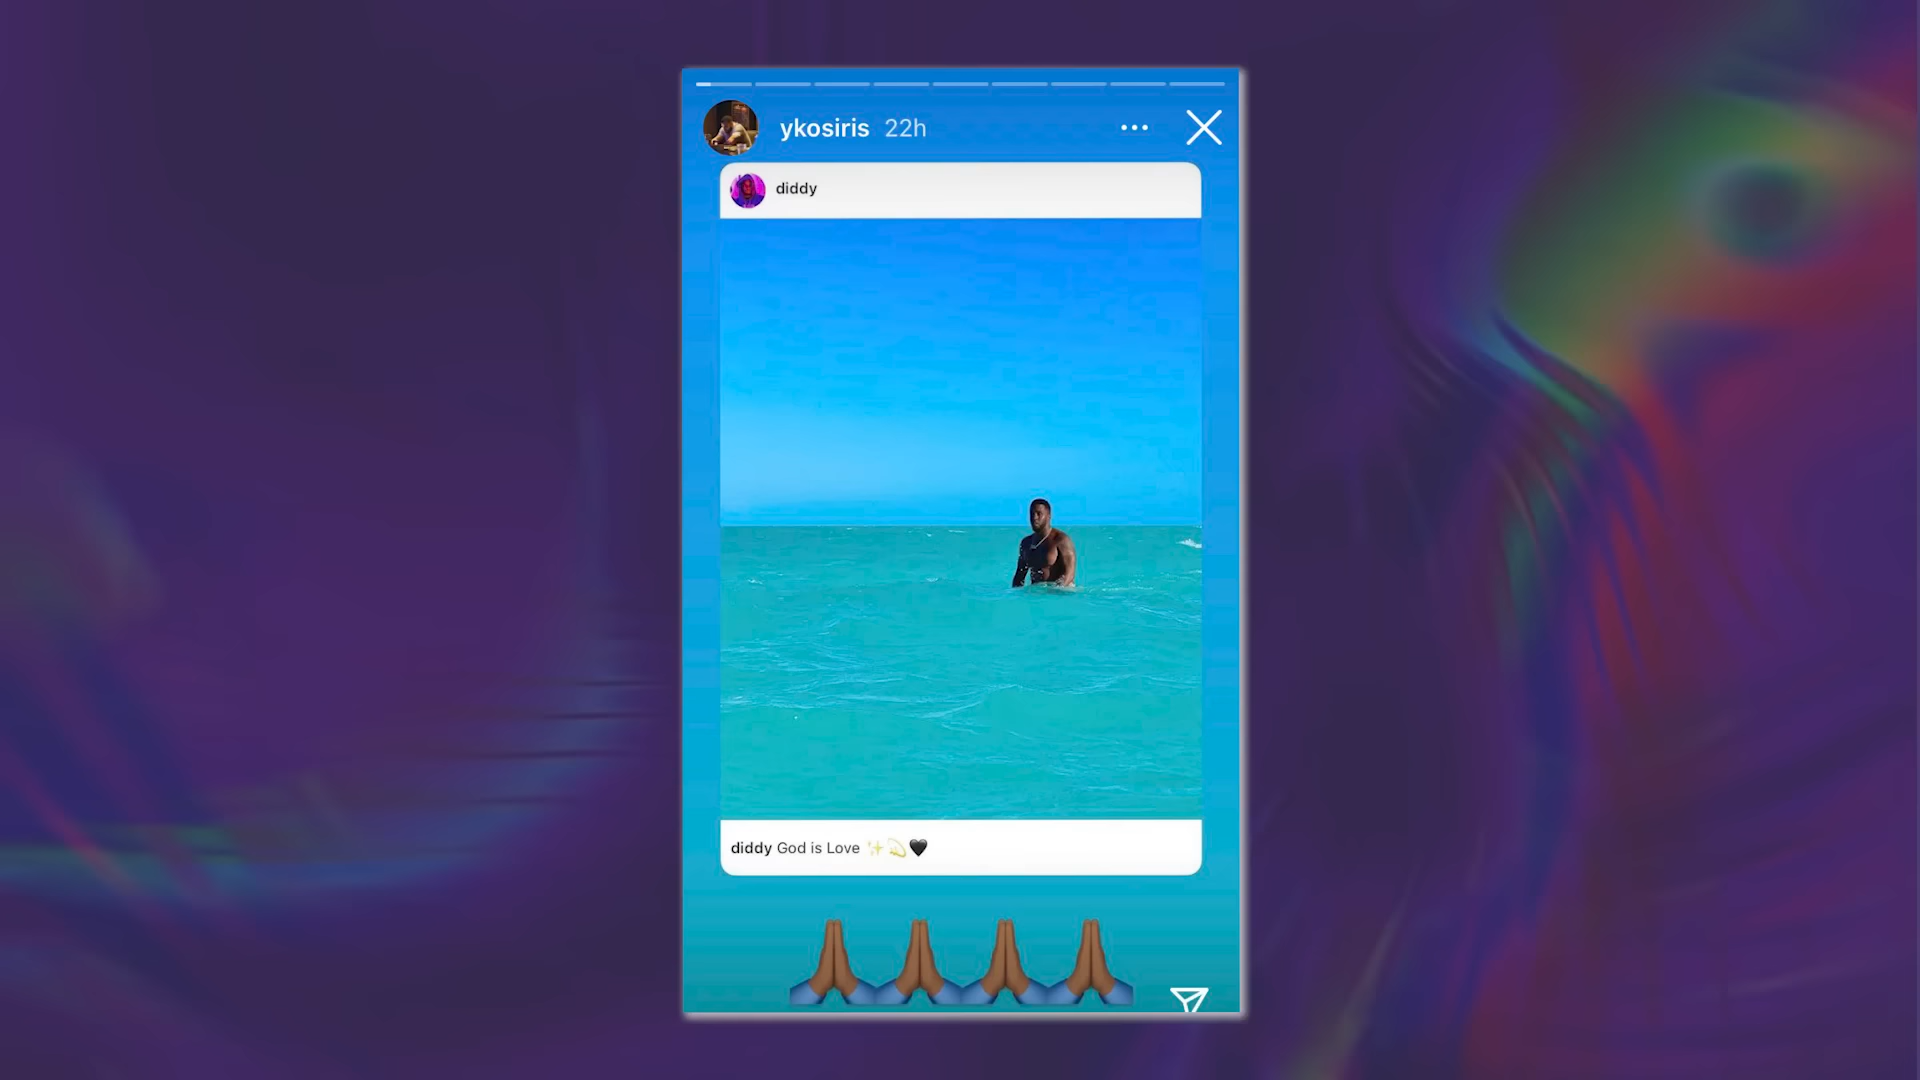 ykosiris 22h
diddy
diddy God is Love ✨💫🖤
🙏🏾🙏🏾🙏🏾🙏🏾